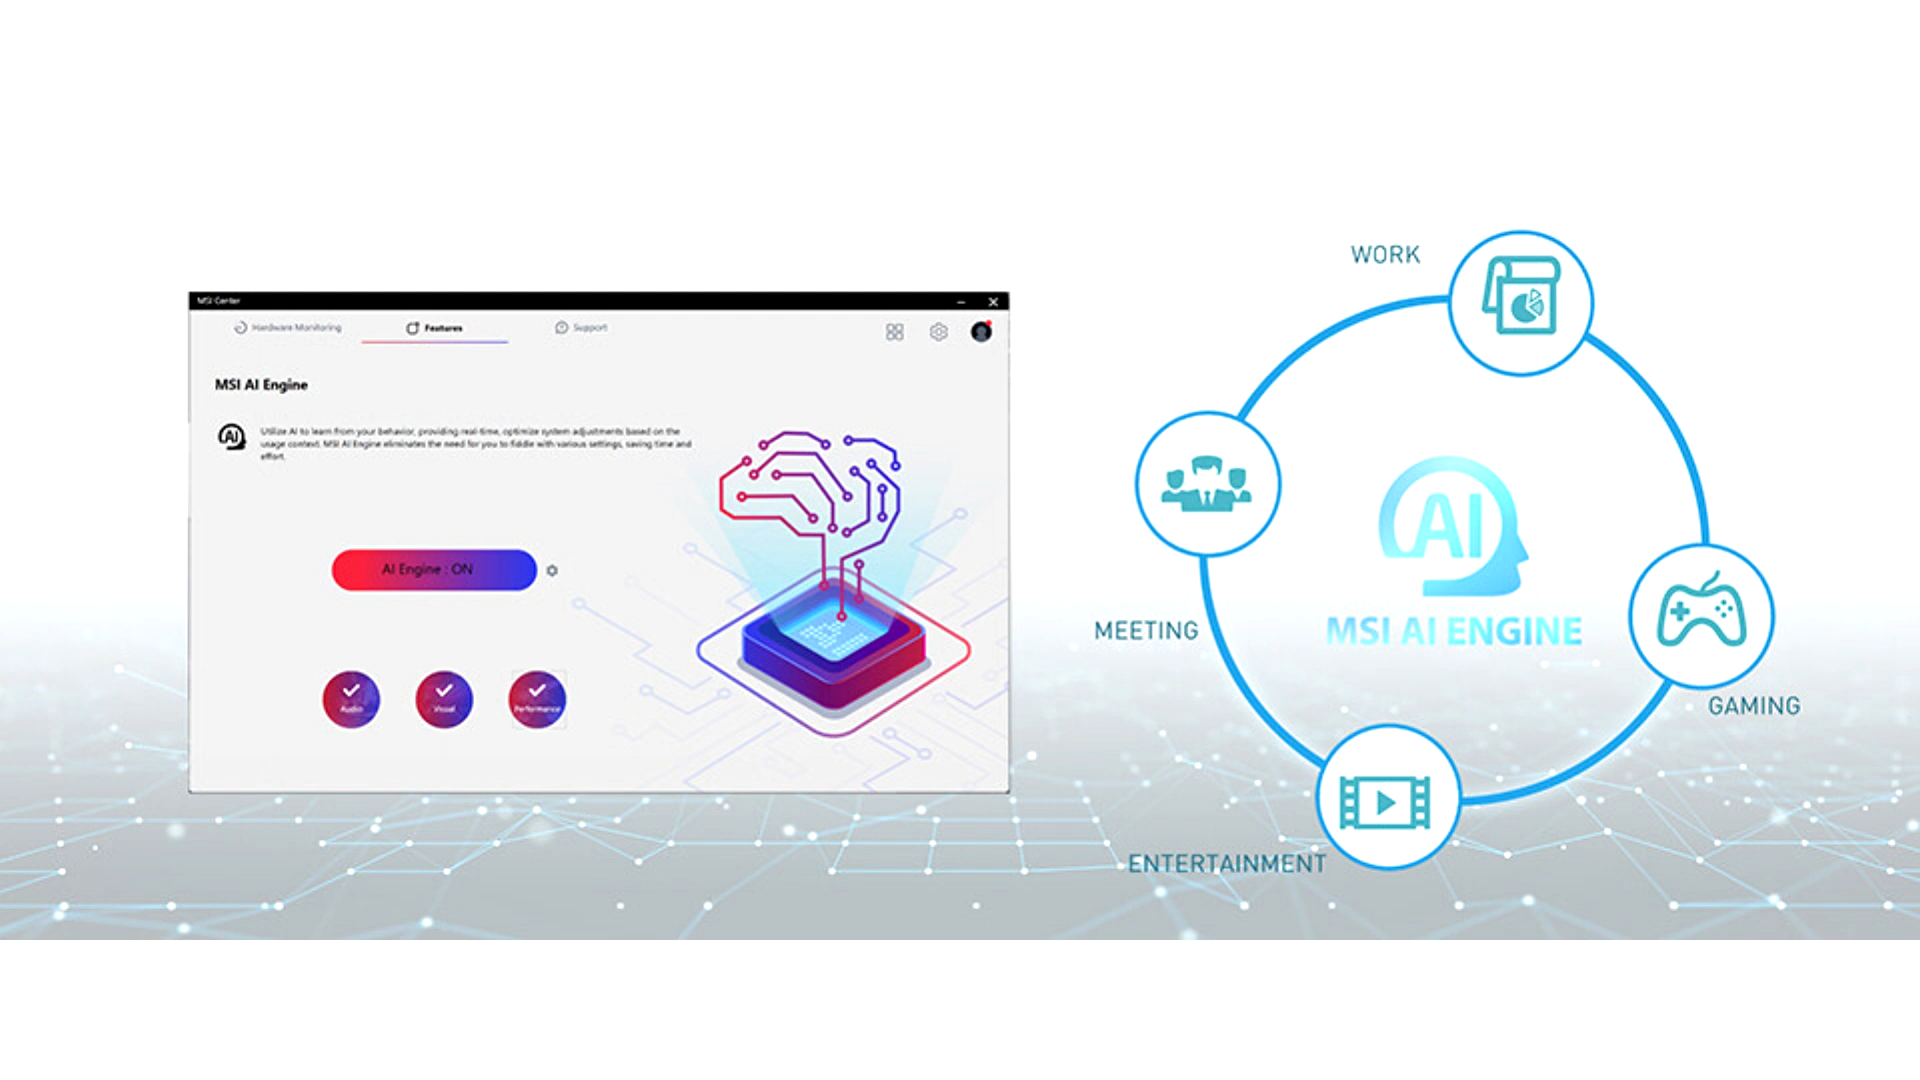 MSI Center
Hardware Monitoring
Features
Support
MSI AI Engine
AI
Utilize AI to learn from your behavior, providing real-time, optimize system adjustments based on the
usage context. MSI AI Engine eliminates the need for you to fiddle with various settings, saving time and
effort.
AI Engine : ON
Audio
Visual
Performance
WORK
MEETING
AI
MSI AI ENGINE
GAMING
ENTERTAINMENT